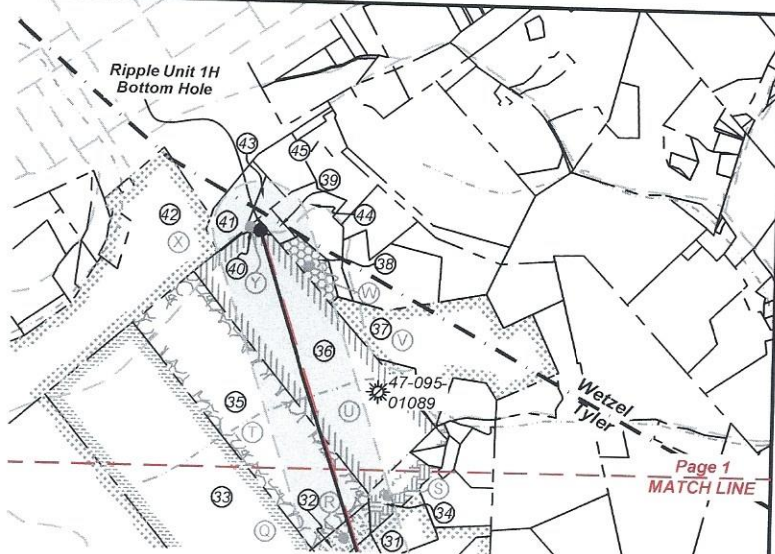 Ripple Unit 1H
Bottom Hole
43
45
39
42
41
44
X
40
Y
38
W
37
V
36
47-095-
01089
Wetzel
Tyler
35
U
T
Page 1
MATCH LINE
33
32
R
S
34
Q
31